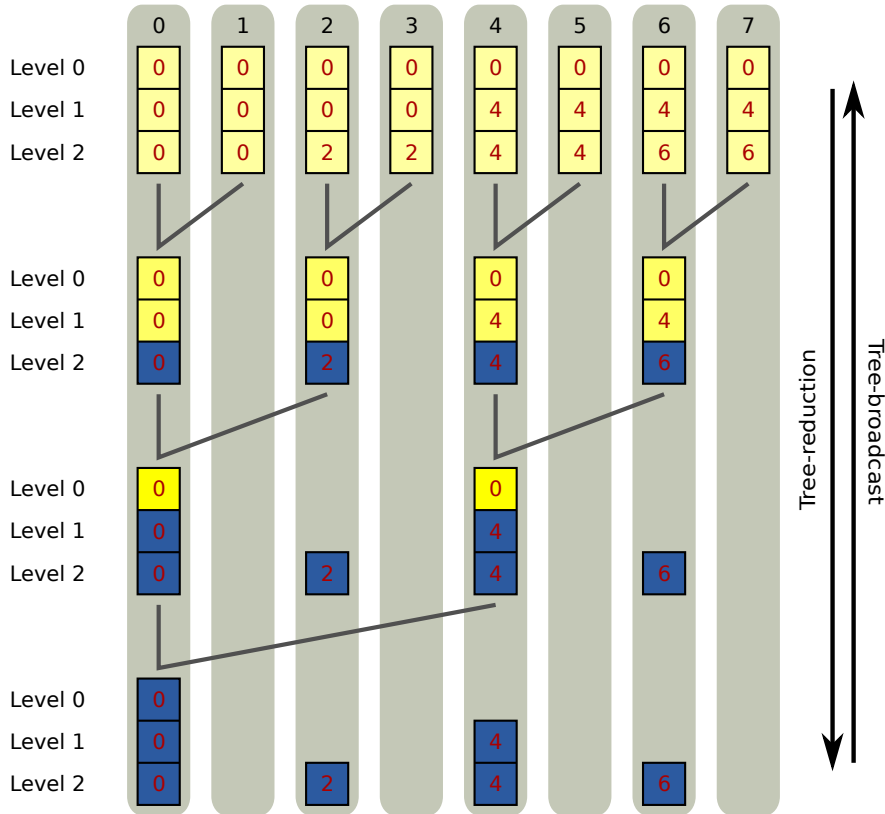 0 1 2 3 4 5 6 7
Level 0 0 0 0 0 0 0 0 0
Level 1 0 0 0 0 4 4 4 4
Level 2 0 0 2 2 4 4 6 6
Level 0 0 0 0 0
Level 1 0 0 4 4
Level 2 0 2 4 6
Level 0 0 0
Level 1 0 4
Level 2 0 2 4 6
Level 0 0
Level 1 0 4
Level 2 0 2 4 6
Tree-reduction
Tree-broadcast